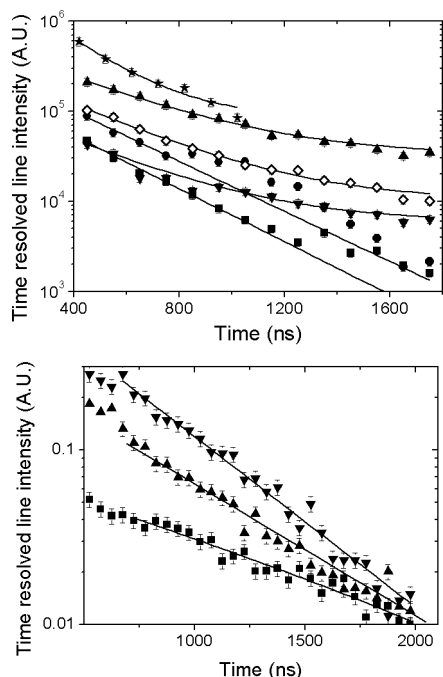 Time resolved line intensity (A.U.)
10^6
10^5
10^4
10^3
400 800 1200 1600
Time (ns)
Time resolved line intensity (A.U.)
0.1
0.01
1000 1500 2000
Time (ns)